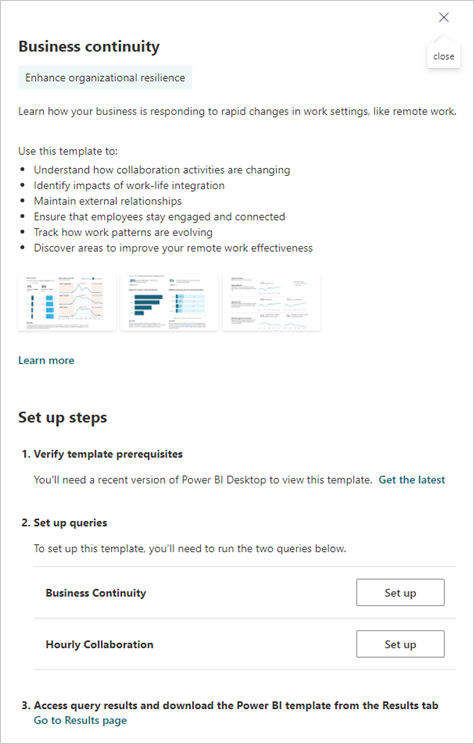 close
Business continuity
Enhance organizational resilience
Learn how your business is responding to rapid changes in work settings, like remote work.
Use this template to:
• Understand how collaboration activities are changing
• Identify impacts of work-life integration
• Maintain external relationships
• Ensure that employees stay engaged and connected
• Track how work patterns are evolving
• Discover areas to improve your remote work effectiveness
Learn more
Set up steps
1. Verify template prerequisites
You'll need a recent version of Power BI Desktop to view this template. Get the latest
2. Set up queries
To set up this template, you'll need to run the two queries below.
Business Continuity Set up
Hourly Collaboration Set up
3. Access query results and download the Power BI template from the Results tab
Go to Results page